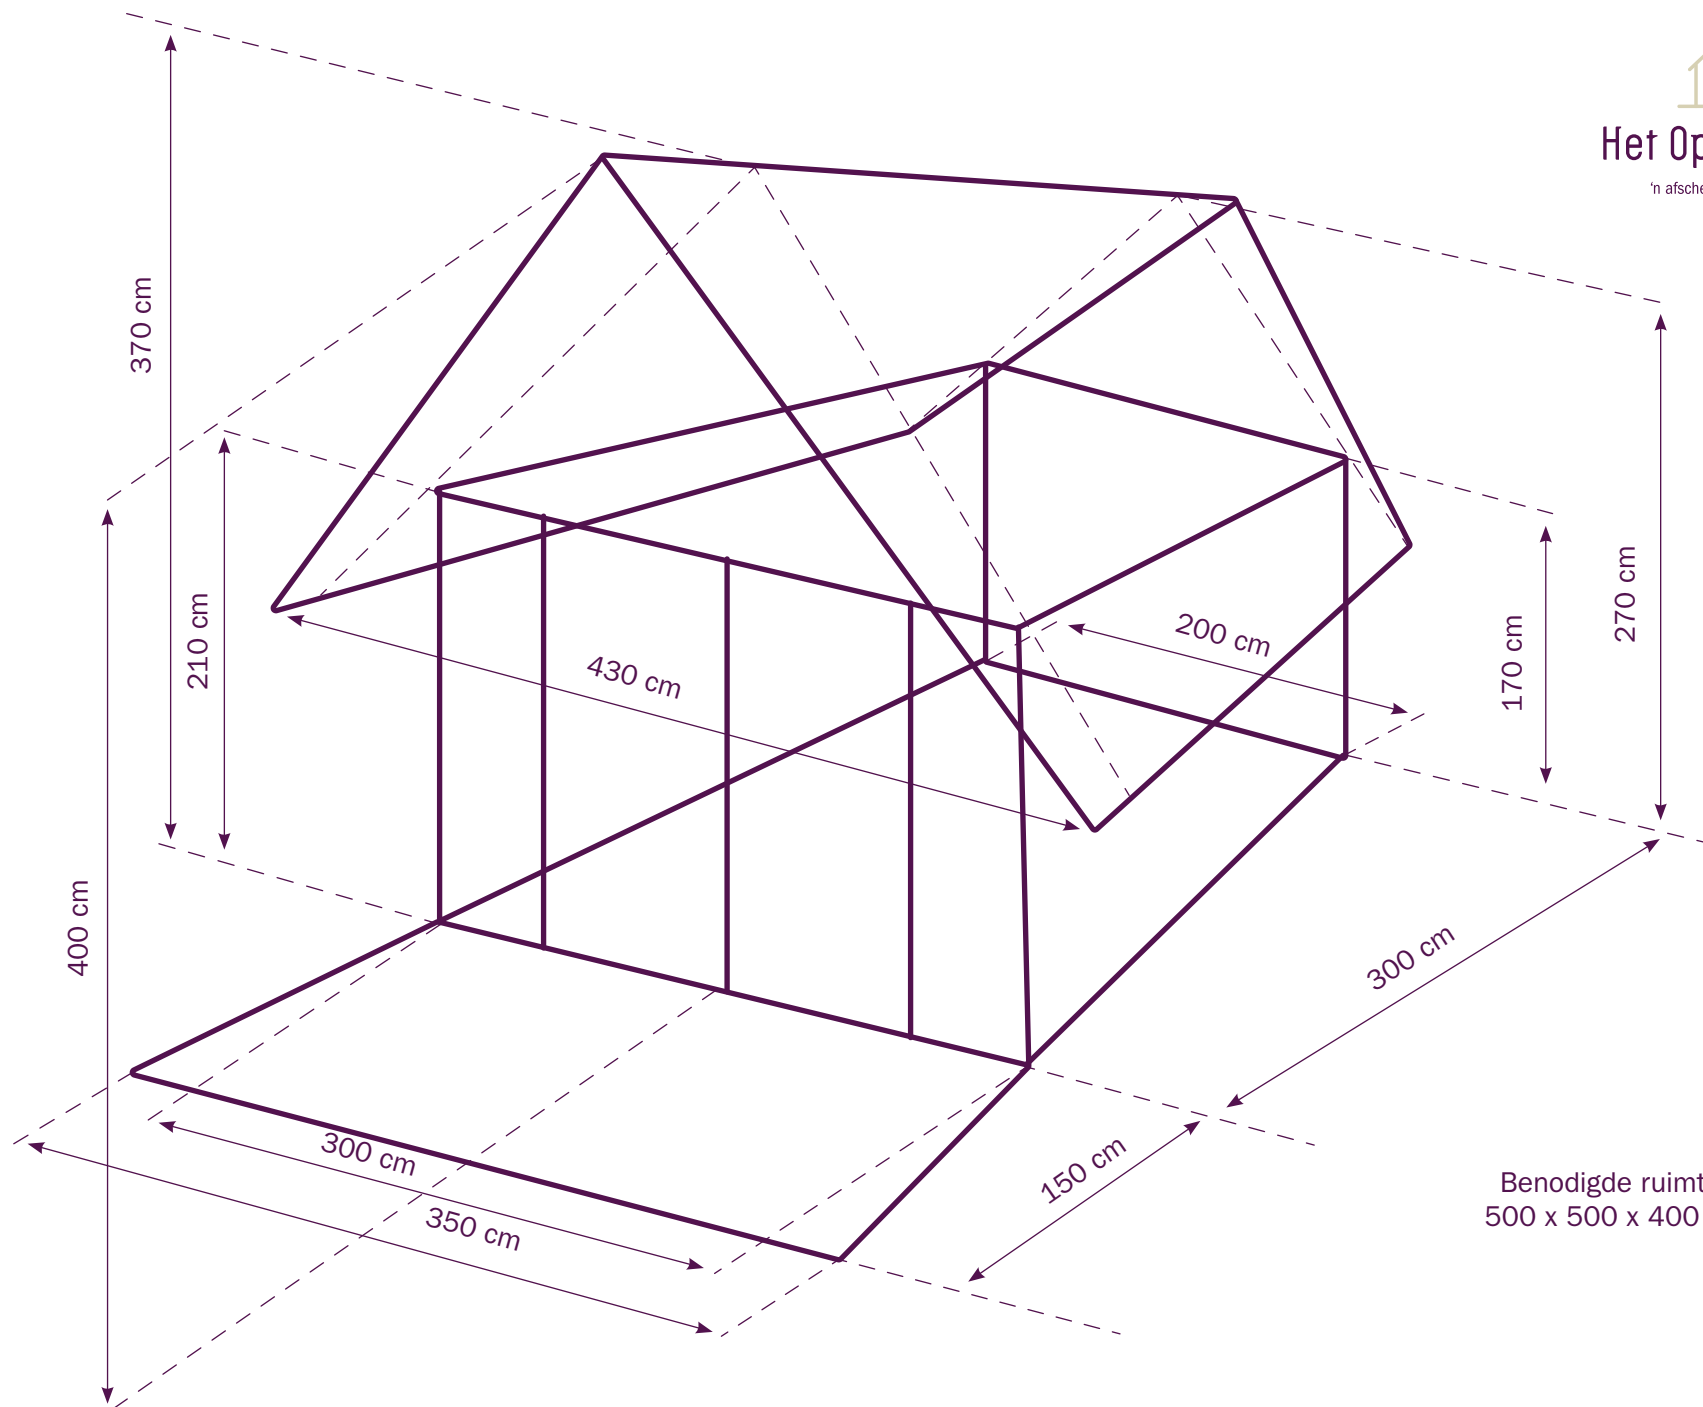 Het Op
'n afsche
370 cm
210 cm
400 cm
430 cm
200 cm
170 cm
270 cm
300 cm
150 cm
300 cm
350 cm
Benodigde ruimt
500 x 500 x 400